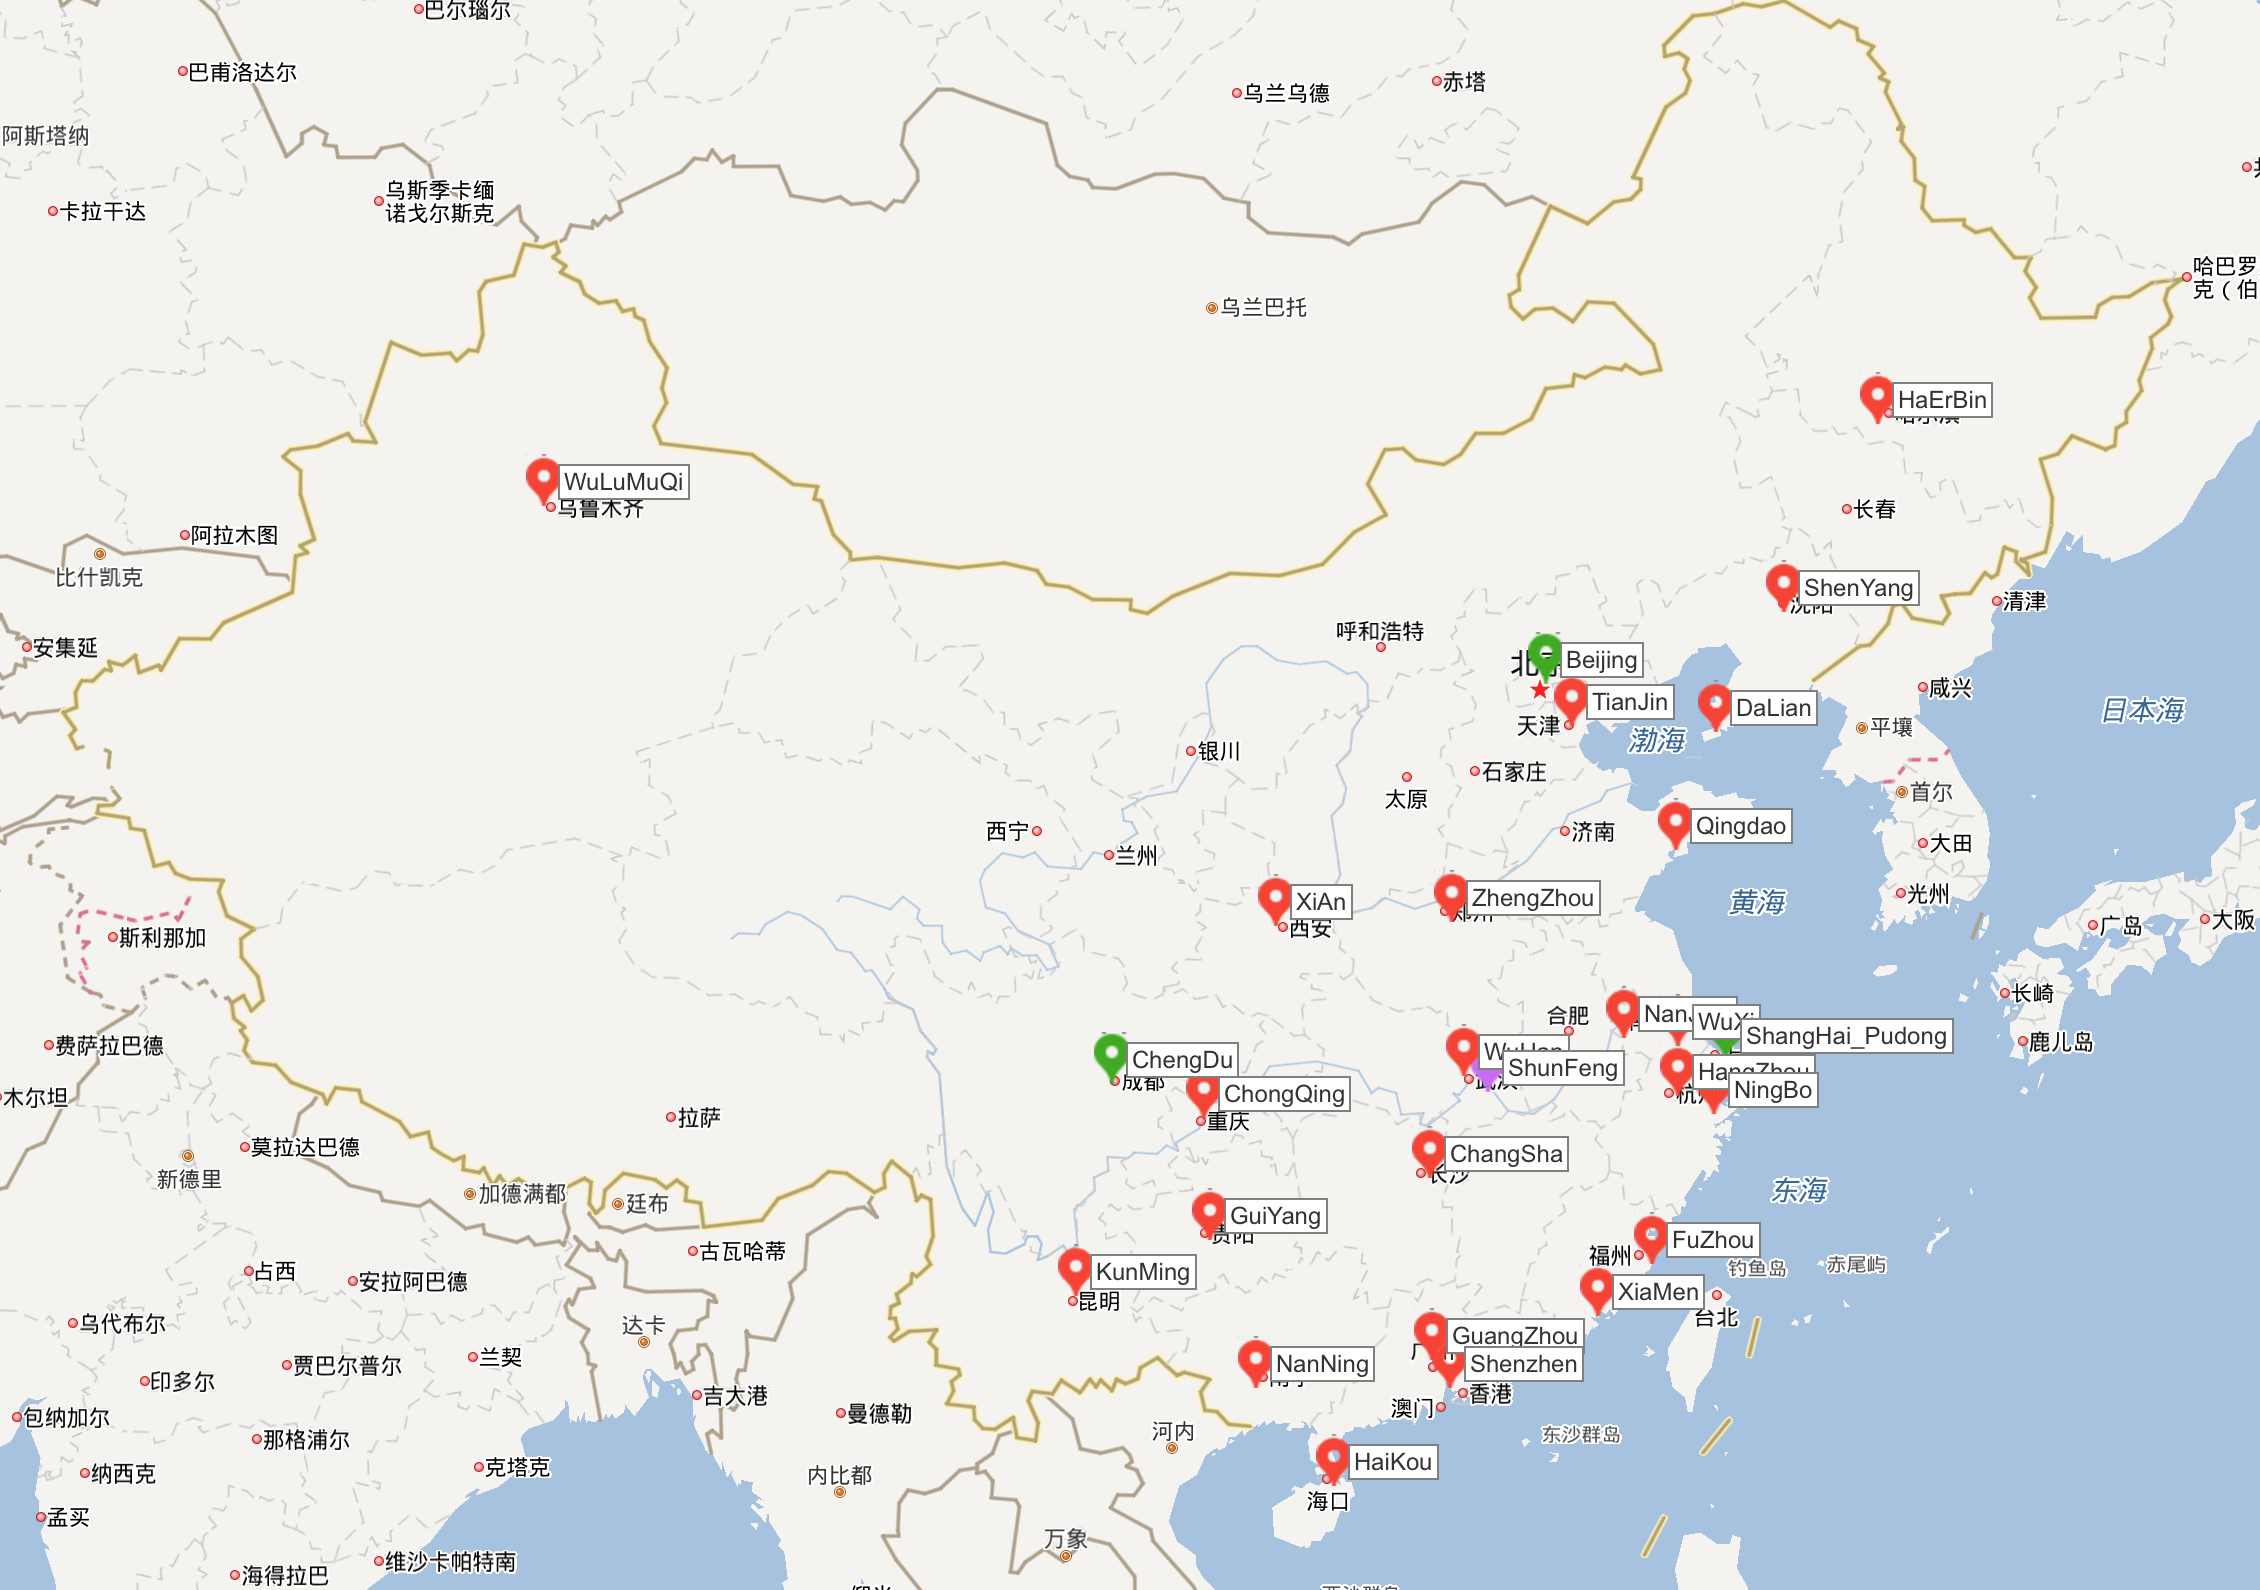 巴尔瑙尔
巴甫洛达尔
乌兰乌德
赤塔
阿斯塔纳
乌斯季卡缅
诺戈尔斯克
卡拉干达
哈巴罗
克（伯
乌兰巴托
HaErBin
WuLuMuQi
乌鲁木齐
长春
阿拉木图
比什凯克
ShenYang
沈阳
清津
呼和浩特
安集延
Beijing
TianJin
天津
DaLian
咸兴
日本海
平壤
渤海
银川
石家庄
太原
首尔
西宁
济南
Qingdao
大田
兰州
XiAn
西安
ZhengZhou
光州
黄海
广岛
大阪
斯利那加
长崎
合肥
WuXi
ShangHai_Pudong
鹿儿岛
费萨拉巴德
ChengDu
成都
ShunFeng
HangZhou
NingBo
木尔坦
ChongQing
重庆
拉萨
莫拉达巴德
ChangSha
长沙
新德里
加德满都
廷布
东海
GuiYang
贵阳
古瓦哈蒂
FuZhou
福州
钓鱼岛
赤尾屿
占西
安拉阿巴德
KunMing
昆明
XiaMen
台北
乌代布尔
达卡
GuangZhou
Shenzhen
兰契
贾巴尔普尔
NanNing
印多尔
吉大港
香港
澳门
曼德勒
包纳加尔
那格浦尔
河内
东沙群岛
HaiKou
海口
纳西克
克塔克
内比都
孟买
万象
维沙卡帕特南
海得拉巴